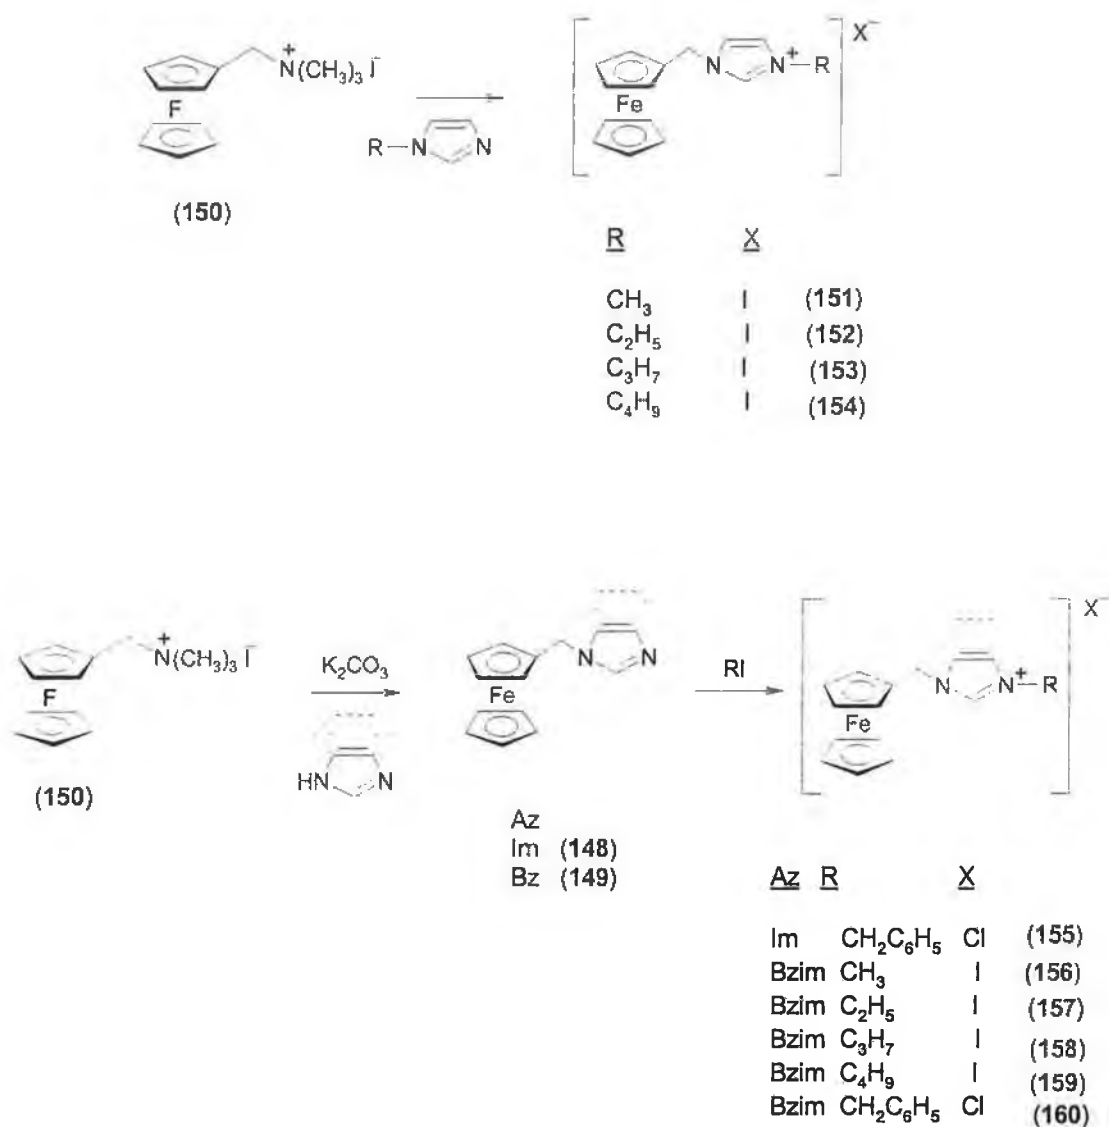 X⁻
N(CH₃)₃ I⁻
+
F
R
N
N
Fe
N
N
+
R
(150)
R X
CH₃ I (151)
C₂H₅ I (152)
C₃H₇ I (153)
C₄H₉ I (154)
X⁻
N(CH₃)₃ I⁻
+
F
K₂CO₃
HN
N
Fe
N
N
RI
Fe
N
N
+
R
(150)
Az
Im (148)
Bz (149)
Az R X
Im CH₂C₆H₅ Cl (155)
Bzim CH₃ I (156)
Bzim C₂H₅ I (157)
Bzim C₃H₇ I (158)
Bzim C₄H₉ I (159)
Bzim CH₂C₆H₅ Cl (160)